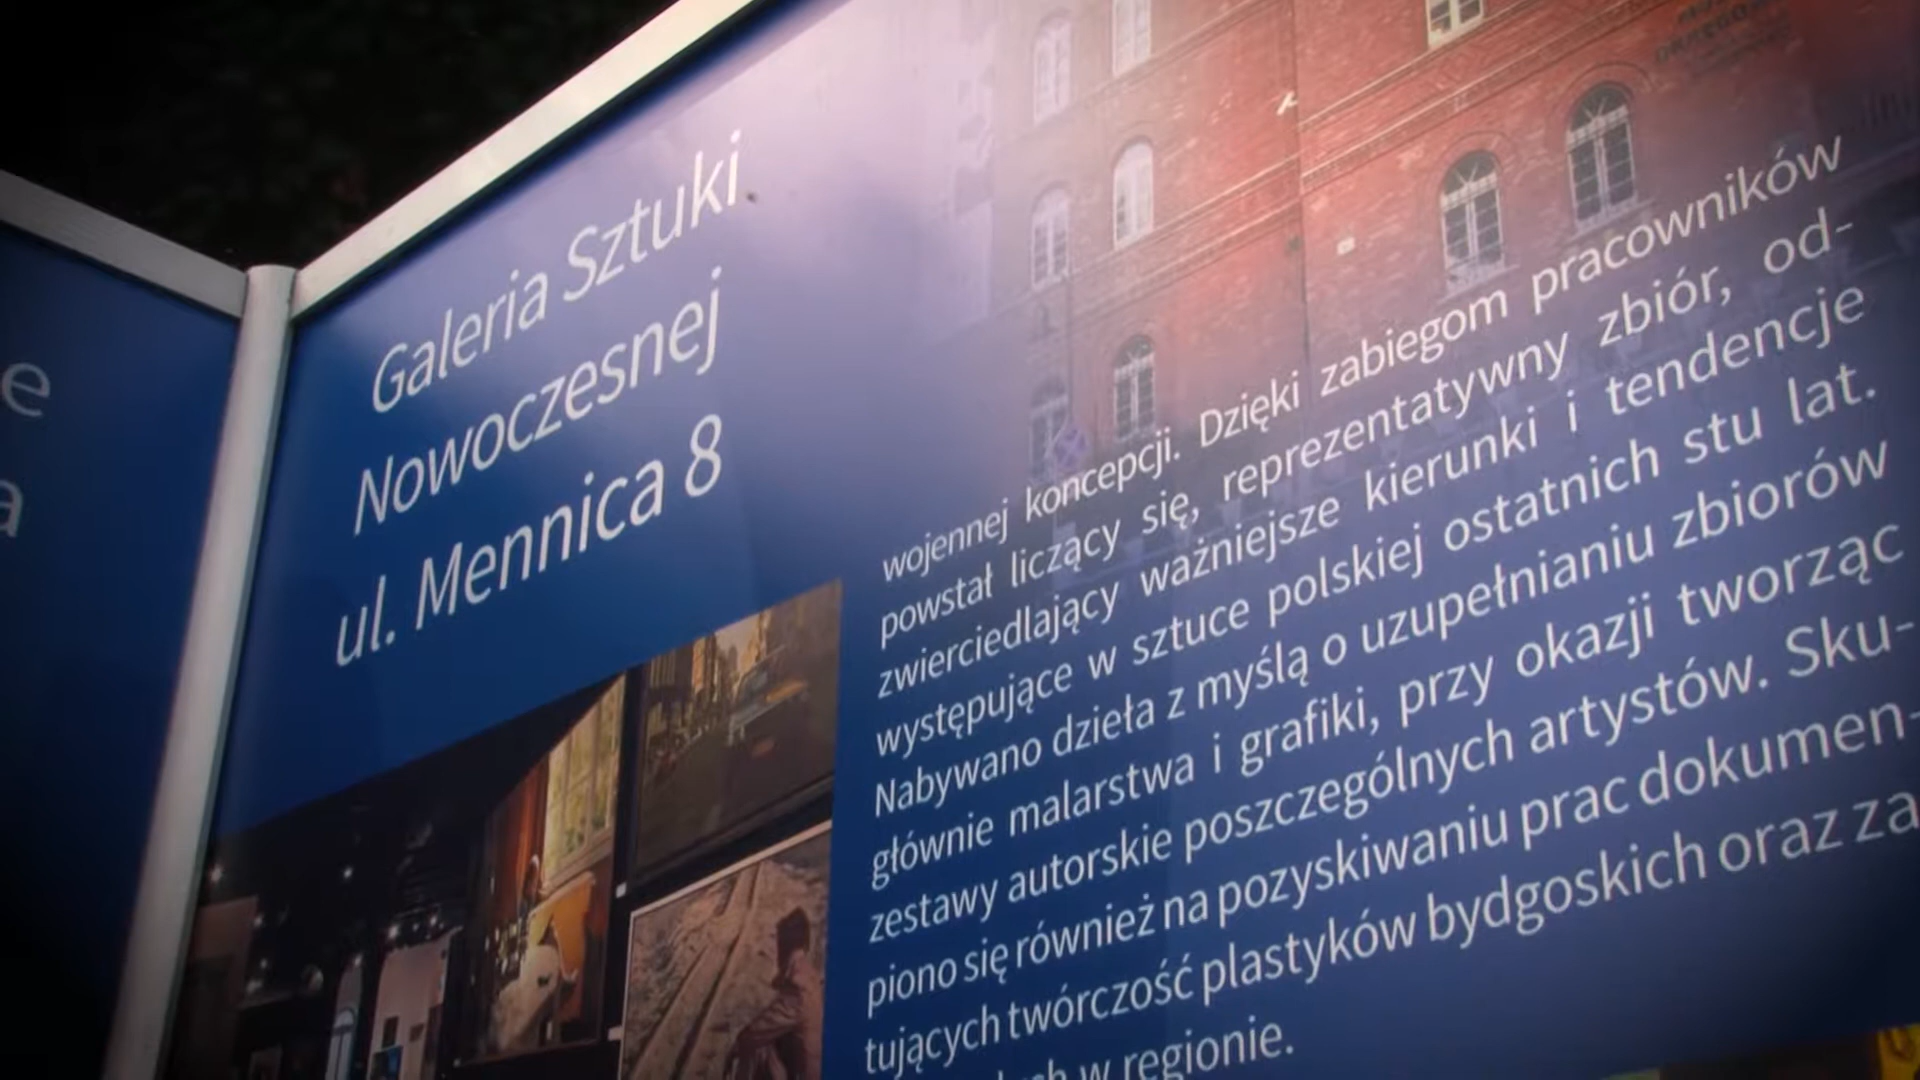 e
a
Galeria Sztuki
Nowoczesnej
ul. Mennica 8
wojennej koncepcji. Dzięki zabiegom pracowników
powstał liczący się, reprezentatywny zbiór, od-
zwierciedlający ważniejsze kierunki i tendencje
występujące w sztuce polskiej ostatnich stu lat.
Nabywano dzieła z myślą o uzupełnianiu zbiorów
głównie malarstwa i grafiki, przy okazji tworząc
zestawy autorskie poszczególnych artystów. Sku-
piono się również na pozyskiwaniu prac dokumen-
tujących twórczość plastyków bydgoskich oraz za
w regionie.